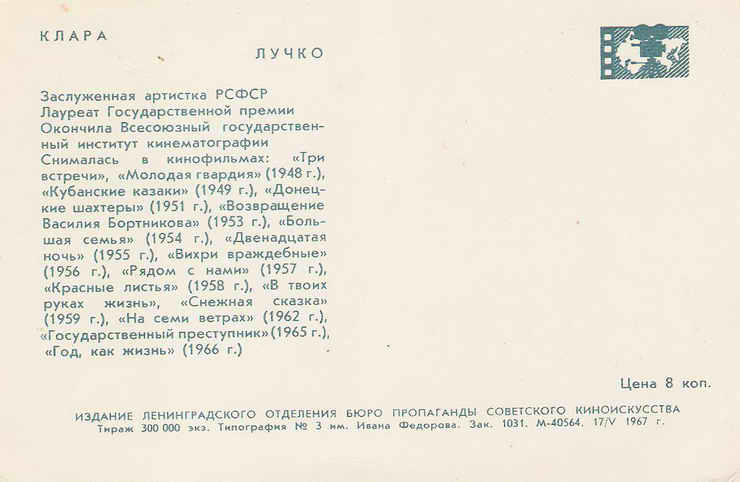 КЛАРА
ЛУЧКО
Заслуженная артистка РСФСР
Лауреат Государственной премии
Окончила Всесоюзный государствен-
ный институт кинематографии
Снималась в кинофильмах: «Три
встречи», «Молодая гвардия» (1948 г.),
«Кубанские казаки» (1949 г.), «Донец-
кие шахтеры» (1951 г.), «Возвращение
Василия Бортникова» (1953 г.), «Боль-
шая семья» (1954 г.), «Двенадцатая
ночь» (1955 г.), «Вихри враждебные»
(1956 г.), «Рядом с нами» (1957 г.),
«Красные листья» (1958 г.), «В твоих
руках жизнь», «Снежная сказка»
(1959 г.), «На семи ветрах» (1962 г.),
«Государственный преступник» (1965 г.),
«Год, как жизнь» (1966 г.)
Цена 8 коп.
ИЗДАНИЕ ЛЕНИНГРАДСКОГО ОТДЕЛЕНИЯ БЮРО ПРОПАГАНДЫ СОВЕТСКОГО КИНОИСКУССТВА
Тираж 300 000 экз. Типография № 3 им. Ивана Федорова. Зак. 1031. М-40564. 17/V 1967 г.